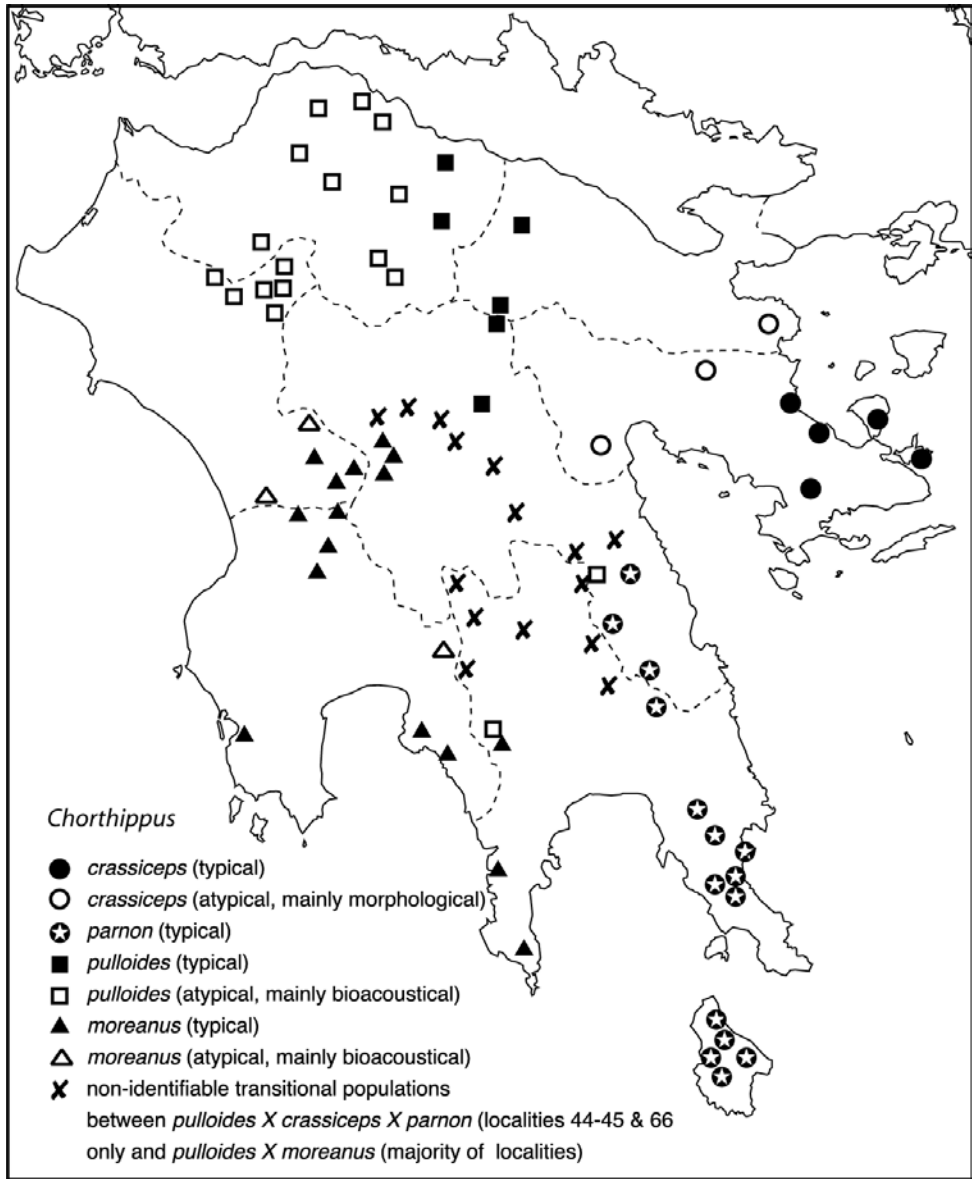 Chorthippus
crassiceps (typical)
crassiceps (atypical, mainly morphological)
parnon (typical)
pulloides (typical)
pulloides (atypical, mainly bioacoustical)
moreanus (typical)
moreanus (atypical, mainly bioacoustical)
non-identifiable transitional populations
between pulloides X crassiceps X parnon (localities 44-45 & 66
only and pulloides X moreanus (majority of localities)